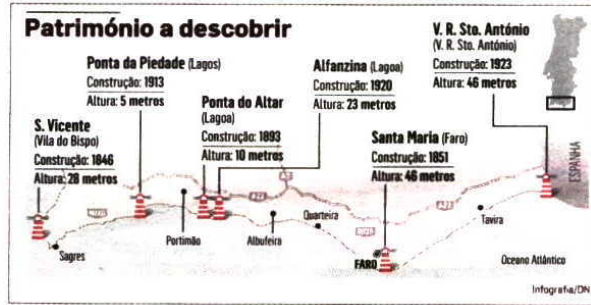 Património a descobrir
Ponta da Piedade (Lagos)
Construção: 1913
Altura: 5 metros
Alfanzina (Lagoa)
Construção: 1920
Altura: 23 metros
V. R. Sto. António
(V. R. Sto. António)
Construção: 1923
Altura: 46 metros
Ponta do Altar
(Lagoa)
Construção: 1893
Altura: 10 metros
S. Vicente
(Vila do Bispo)
Construção: 1846
Altura: 28 metros
Santa Maria (Faro)
Construção: 1851
Altura: 46 metros
ESPANHA
Sagres
Portimão
Albufeira
Quarteira
FARO
Tavira
Oceano Atlântico
Infografia/DN